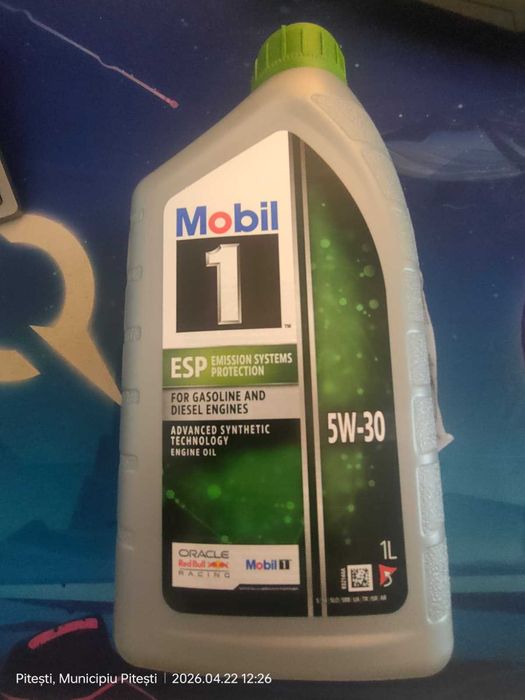 Mobil
1
TM
ESP EMISSION SYSTEMS
PROTECTION
FOR GASOLINE AND
DIESEL ENGINES
ADVANCED SYNTHETIC
TECHNOLOGY
ENGINE OIL
5W-30
1L
ORACLE
Red Bull
RACING
Mobil 1
Pitești, Municipiu Pitești | 2026.04.22 12:26